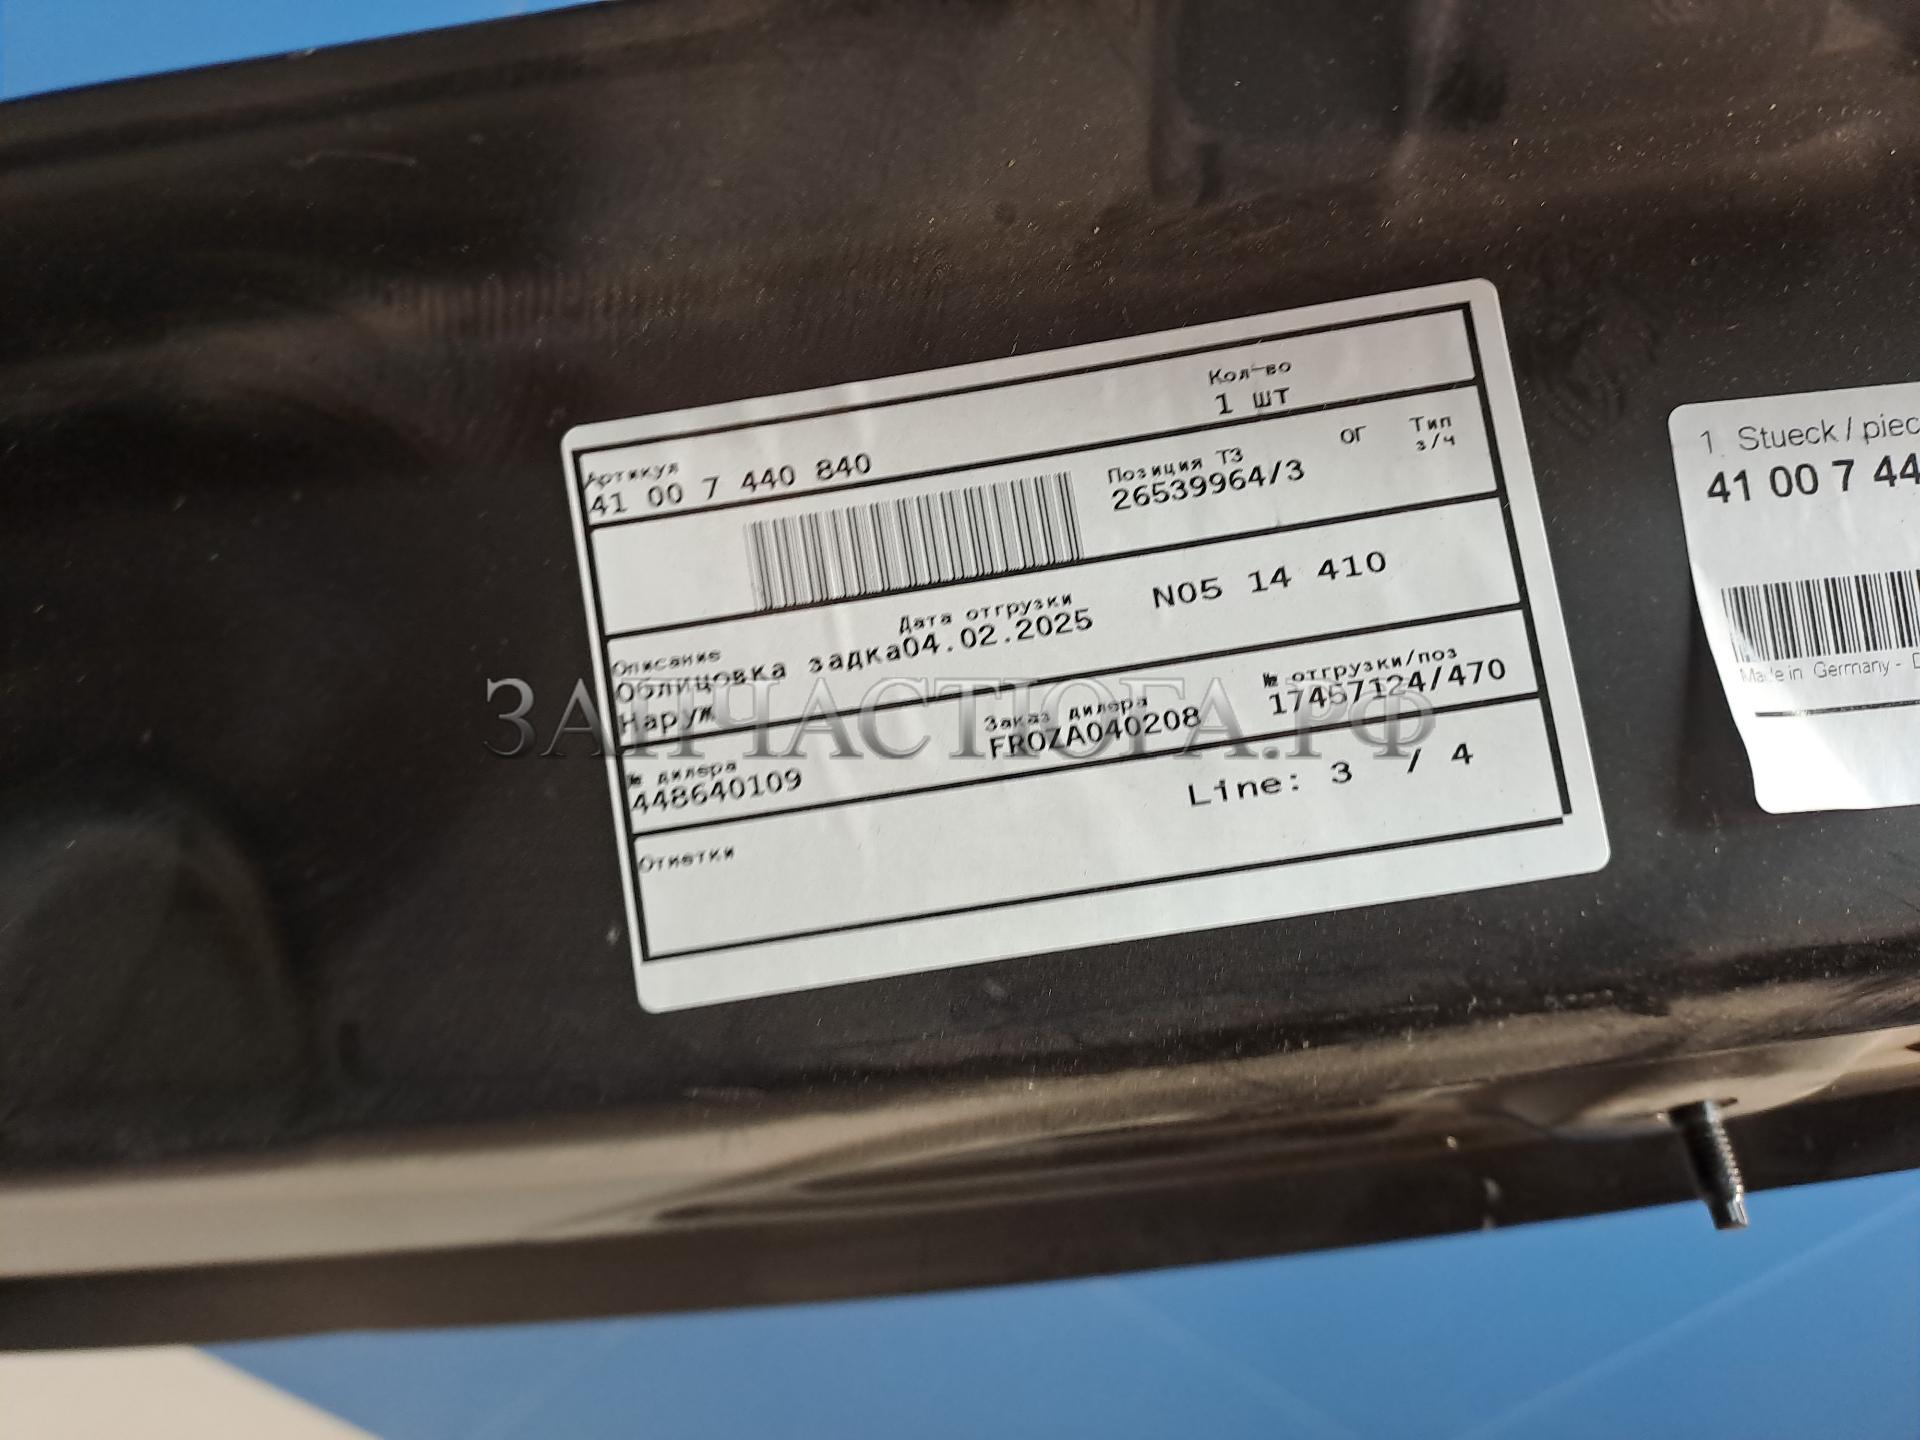 Артикул
41 00 7 440 840
Кол-во
1 шт
Позиция ТЗ
26539964/3
ОГ
Тип
з/ч
Описание
Облицовка задка
Наруж
Дата отгрузки
04.02.2025
N05 14 410
№ дилера
448640109
Заказ дилера
FROZA040208
№ отгрузки/поз
17457124/470
Отметки
Line: 3 / 4
1 Stueck / piec
41 00 7 44
Made in Germany - D
ЗАПЧАСТЮГА.РФ